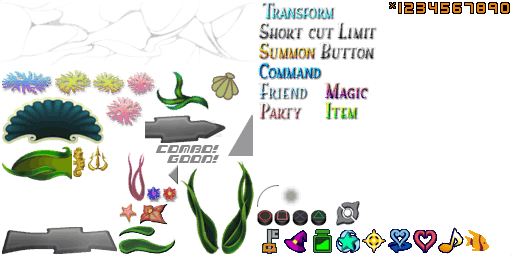 Transform
×1234567890
Short cut Limit
Summon Button
Command
Friend Magic
Party Item
COMBO!
GOOD!